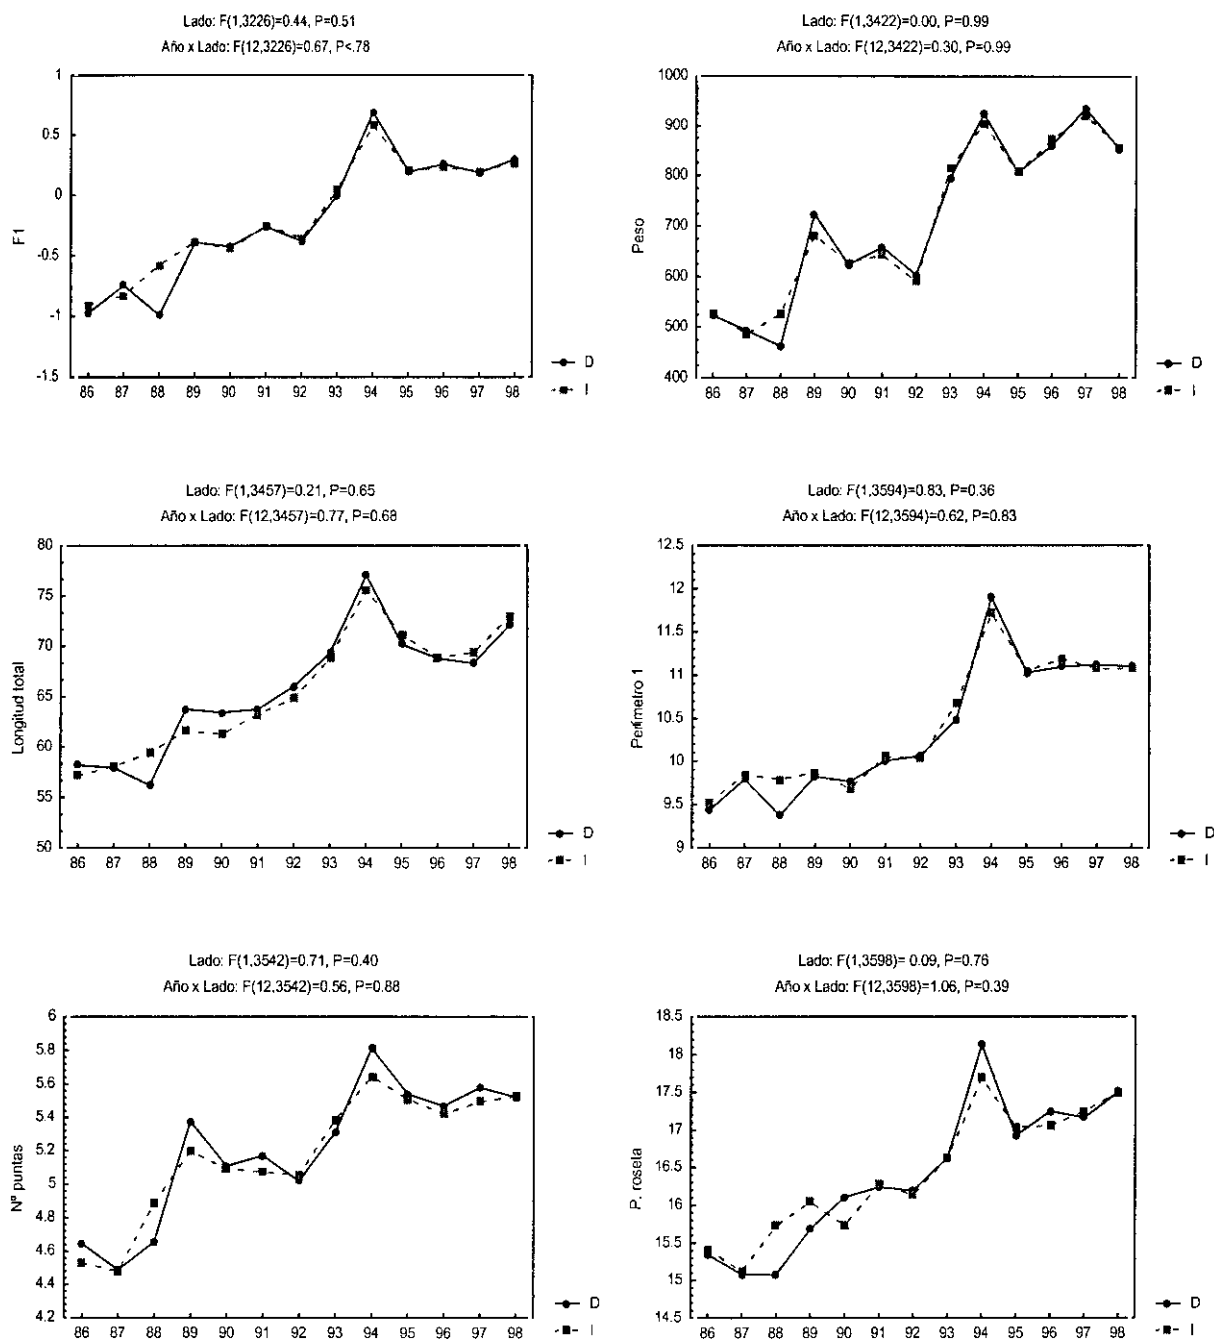 Lado: F(1,3226)=0.44, P=0.51
Año x Lado: F(12,3226)=0.67, P<.78
1
0.5
0
-0.5
-1
-1.5
F1
86 87 88 89 90 91 92 93 94 95 96 97 98
D
I
Lado: F(1,3422)=0.00, P=0.99
Año x Lado: F(12,3422)=0.30, P=0.99
1000
900
800
700
600
500
400
Peso
86 87 88 89 90 91 92 93 94 95 96 97 98
D
I
Lado: F(1,3457)=0.21, P=0.65
Año x Lado: F(12,3457)=0.77, P=0.68
80
75
70
65
60
55
50
Longitud total
86 87 88 89 90 91 92 93 94 95 96 97 98
D
I
Lado: F(1,3594)=0.83, P=0.36
Año x Lado: F(12,3594)=0.62, P=0.83
12.5
12
11.5
11
10.5
10
9.5
9
Perímetro 1
86 87 88 89 90 91 92 93 94 95 96 97 98
D
I
Lado: F(1,3542)=0.71, P=0.40
Año x Lado: F(12,3542)=0.56, P=0.88
6
5.8
5.6
5.4
5.2
5
4.8
4.6
4.4
4.2
Nº puntas
86 87 88 89 90 91 92 93 94 95 96 97 98
D
I
Lado: F(1,3598)= 0.09, P=0.76
Año x Lado: F(12,3598)=1.06, P=0.39
18.5
18
17.5
17
16.5
16
15.5
15
14.5
P. roseta
86 87 88 89 90 91 92 93 94 95 96 97 98
D
I